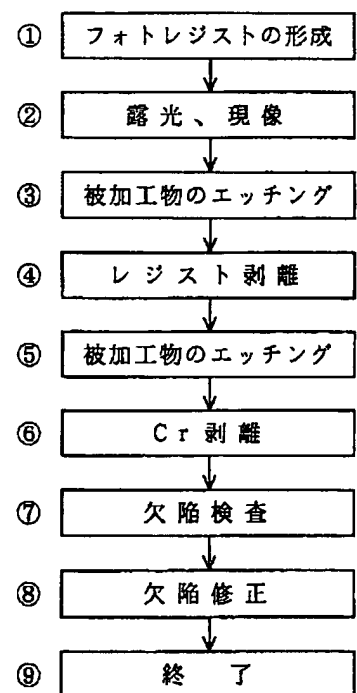 ① フォトレジストの形成
② 露光、現像
③ 被加工物のエッチング
④ レジスト剥離
⑤ 被加工物のエッチング
⑥ Cr剥離
⑦ 欠陥検査
⑧ 欠陥修正
⑨ 終了